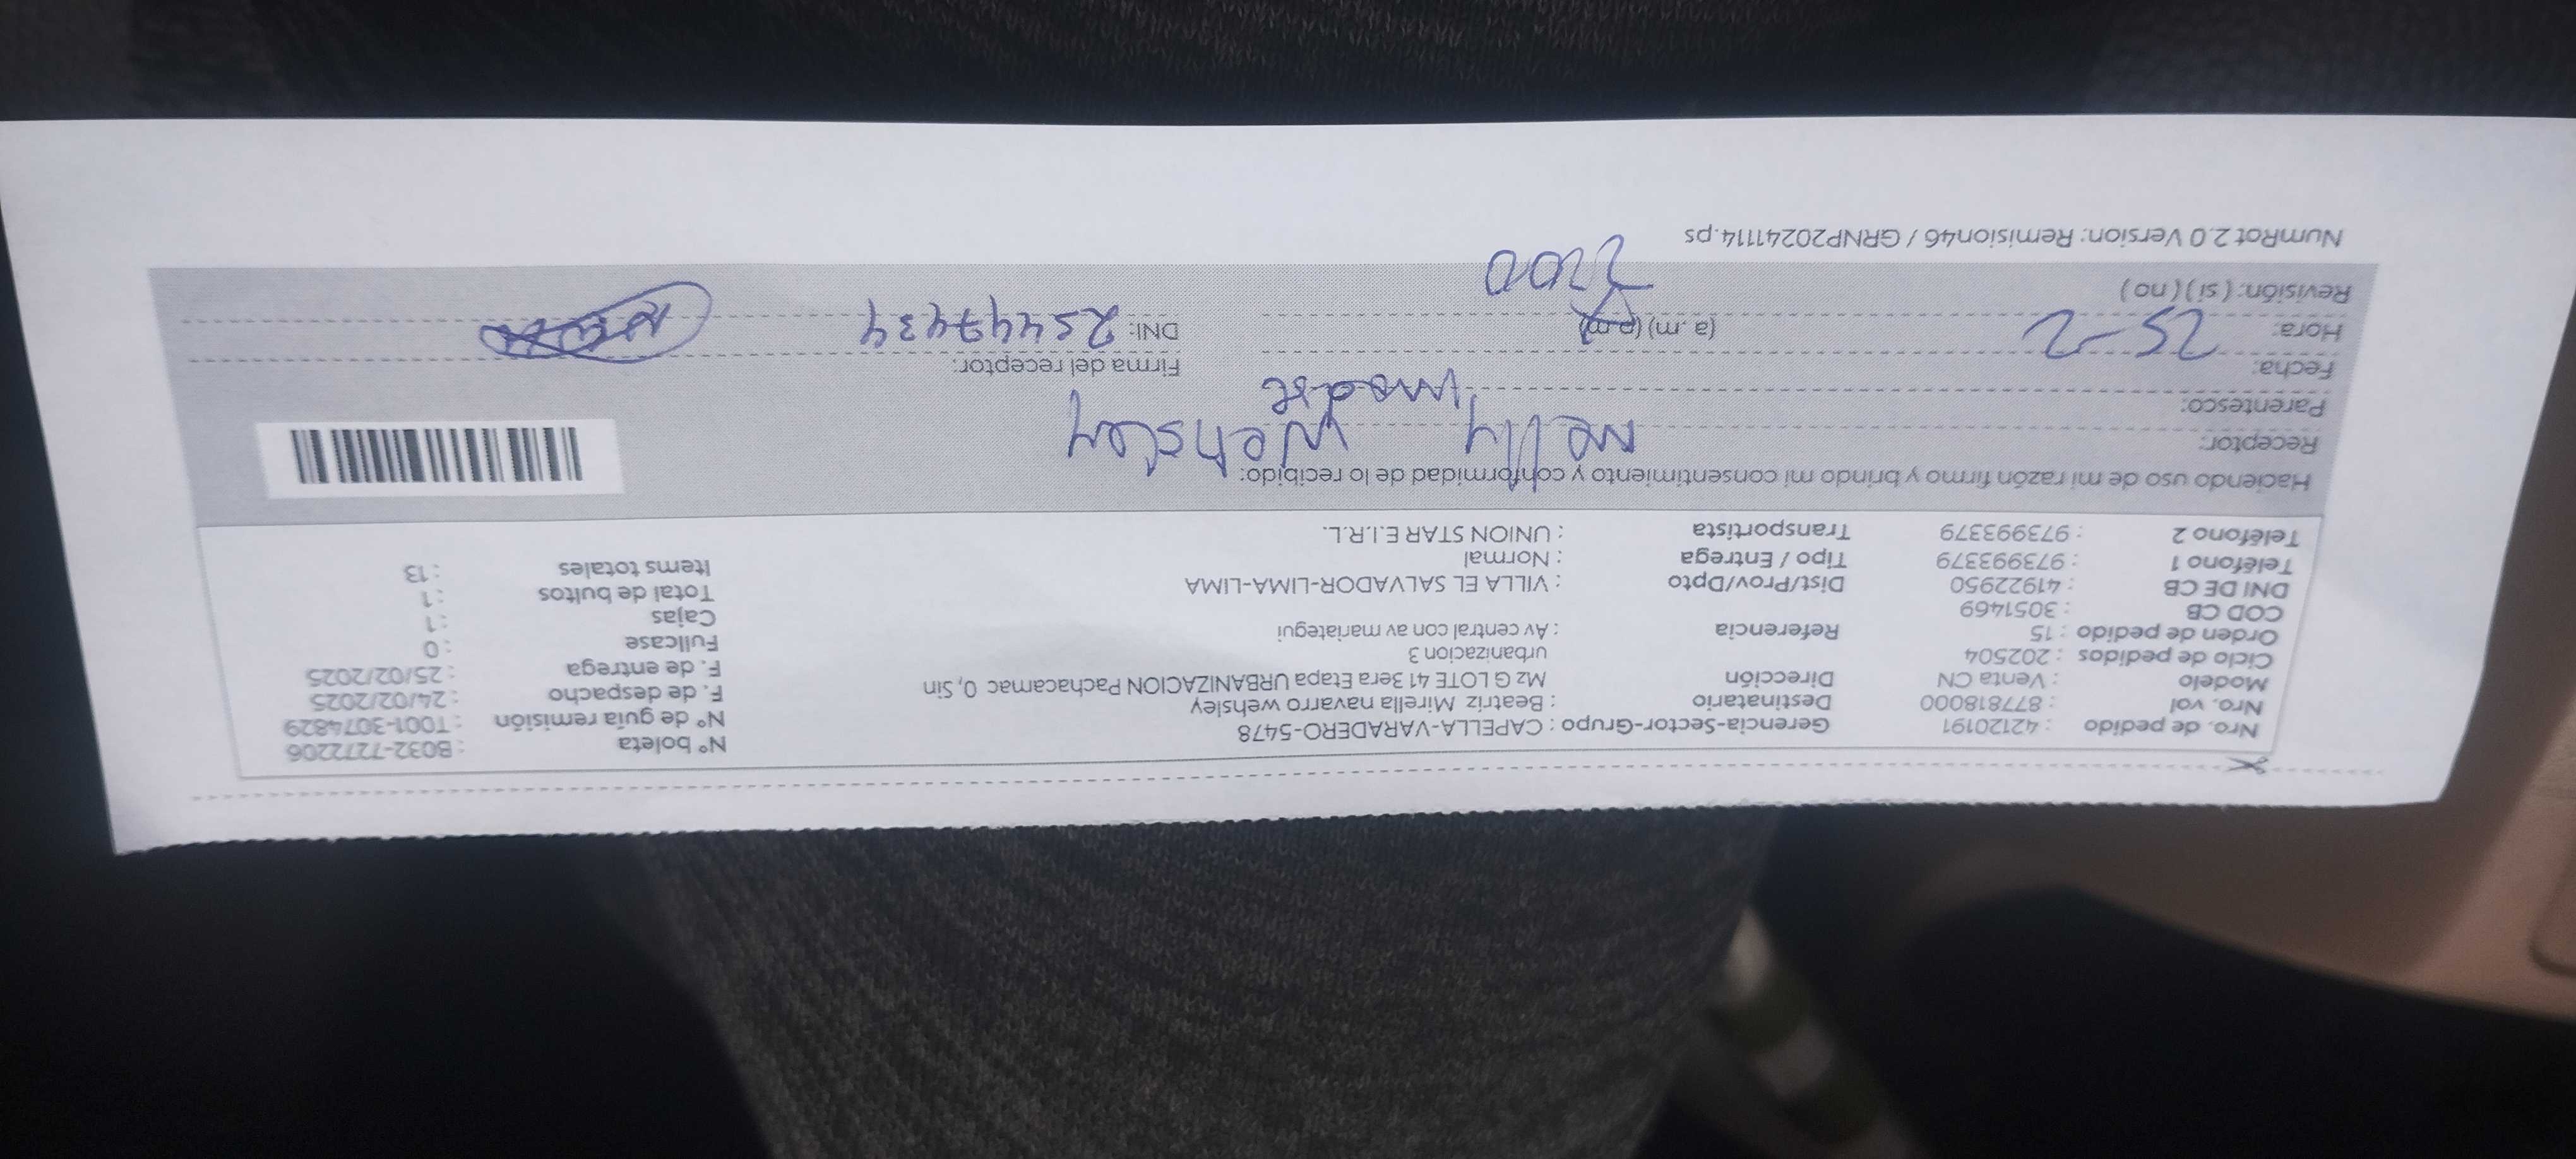 Nro. de pedido : 42120191 Gerencia-Sector-Grupo : CAPELLA-VARADERO-5478 N° boleta : B032-7272206
Nro. vol : 877818000 Destinatario : Beatriz Mirella navarro wehsley N° de guía remisión : T001-3074829
Modelo : Venta CN Dirección Mz G LOTE 41 3era Etapa URBANIZACION Pachacamac 0, Sin F. de despacho : 24/02/2025
Ciclo de pedidos : 202504 urbanizacion 3 F. de entrega : 25/02/2025
Orden de pedido : 15 Referencia : Av central con av mariategui Fullcase : 0
COD CB : 3051469 Cajas : 1
DNI DE CB : 41922950 Dist/Prov/Dpto : VILLA EL SALVADOR-LIMA-LIMA Total de bultos : 1
Teléfono 1 : 973993379 Tipo / Entrega : Normal Items totales : 13
Teléfono 2 : 973993379 Transportista : UNION STAR E.I.R.L.
Haciendo uso de mi razón firmo y brindo mi consentimiento y conformidad de lo recibido:
Receptor: Nelly Wehsley
Parentesco: madre
Fecha: 25-2 Firma del receptor:
Hora: (a. m) (p.m) 2200 DNI: 25447434
Revisión: ( si ) ( no )
NumRot 2.0 Version: Remision46 / GRNP20241114.ps